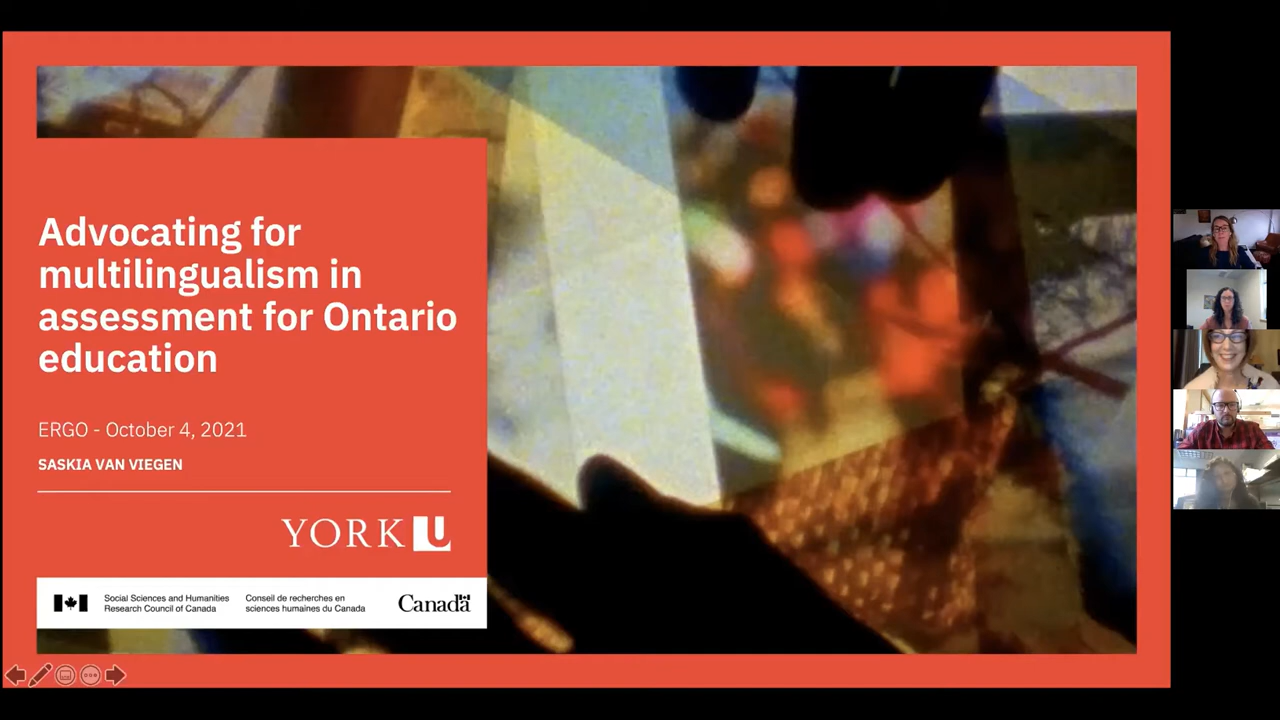 Advocating for
multilingualism in
assessment for Ontario
education
ERGO - October 4, 2021
SASKIA VAN VIEGEN
YORK U
Social Sciences and Humanities
Research Council of Canada
Conseil de recherches en
sciences humaines du Canada
Canada